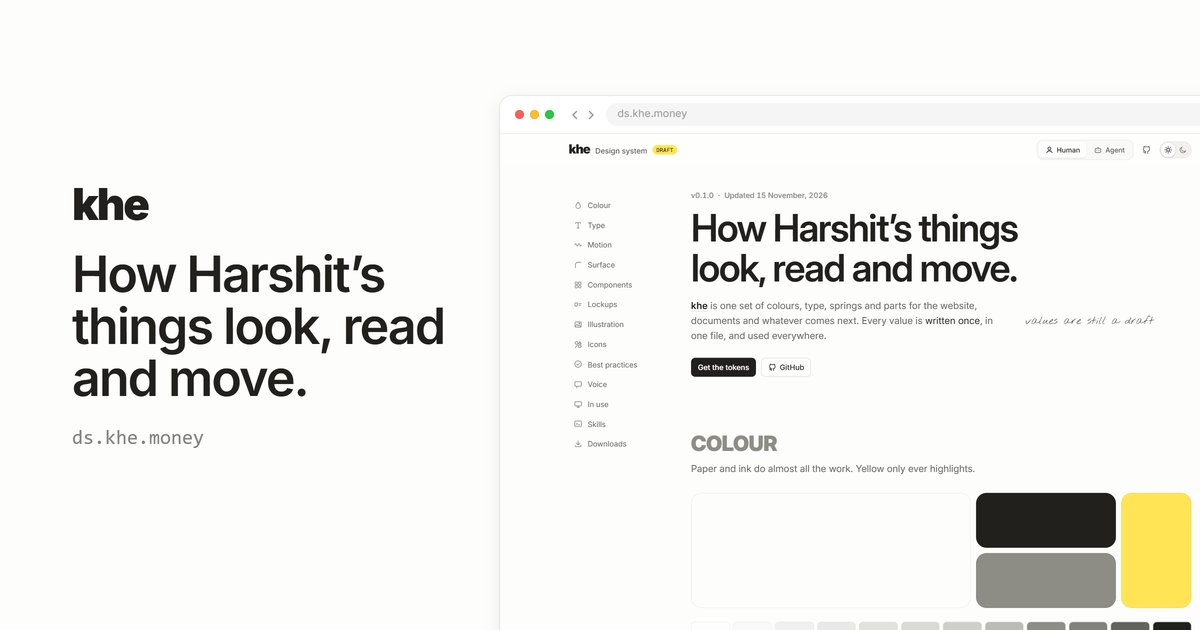 khe
How Harshit’s
things look, read
and move.
ds.khe.money
ds.khe.money
khe Design system DRAFT
Human Agent
Colour
Type
Motion
Surface
Components
Lockups
Illustration
Icons
Best practices
Voice
In use
Skills
Downloads
v0.1.0 · Updated 15 November, 2026
How Harshit’s things
look, read and move.
khe is one set of colours, type, springs and parts for the website,
documents and whatever comes next. Every value is written once, in
one file, and used everywhere.
values are still a draft
Get the tokens GitHub
COLOUR
Paper and ink do almost all the work. Yellow only ever highlights.